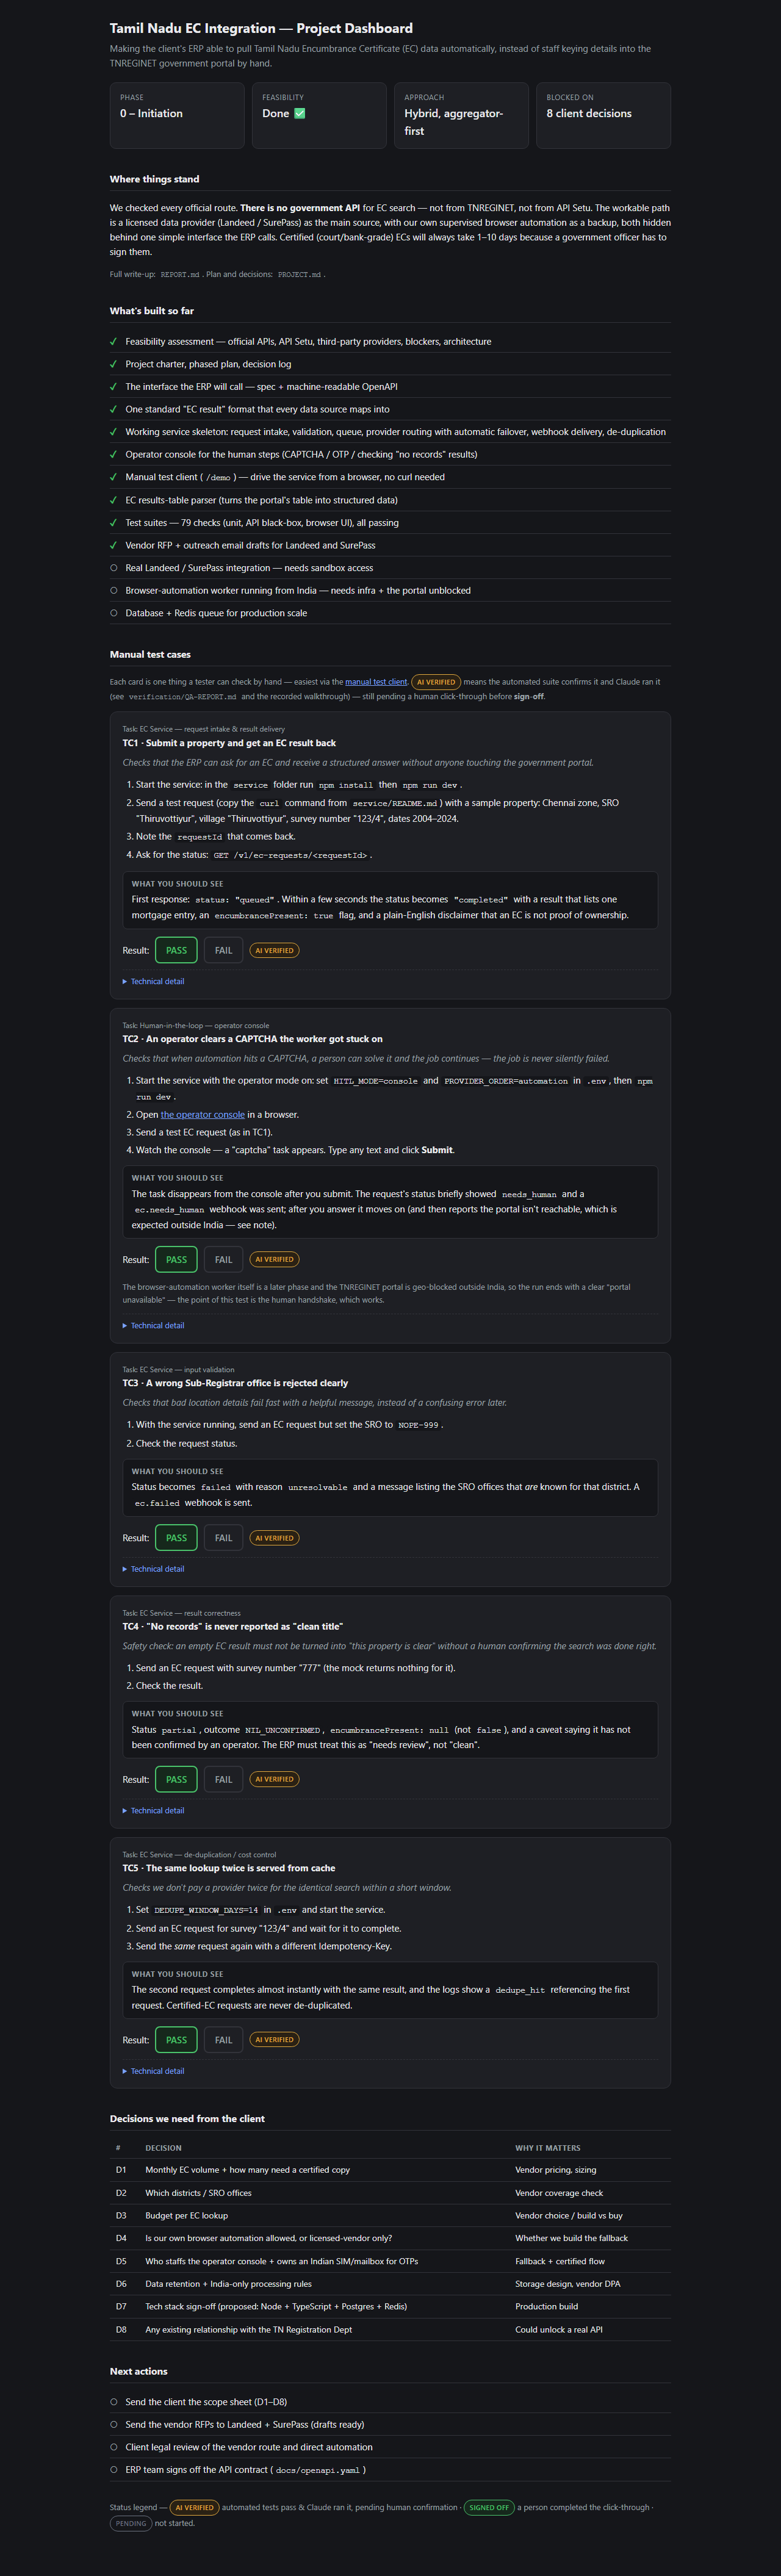 Tamil Nadu EC Integration — Project Dashboard
Making the client's ERP able to pull Tamil Nadu Encumbrance Certificate (EC) data automatically, instead of staff keying details into the
TNREGINET government portal by hand.
PHASE
0 – Initiation
FEASIBILITY
Done ✅
APPROACH
Hybrid, aggregator-
first
BLOCKED ON
8 client decisions
Where things stand
We checked every official route. There is no government API for EC search — not from TNREGINET, not from API Setu. The workable path
is a licensed data provider (Landeed / SurePass) as the main source, with our own supervised browser automation as a backup, both hidden
behind one simple interface the ERP calls. Certified (court/bank-grade) ECs will always take 1–10 days because a government officer has to
sign them.
Full write-up: REPORT.md . Plan and decisions: PROJECT.md .
What's built so far
✓ Feasibility assessment — official APIs, API Setu, third-party providers, blockers, architecture
✓ Project charter, phased plan, decision log
✓ The interface the ERP will call — spec + machine-readable OpenAPI
✓ One standard "EC result" format that every data source maps into
✓ Working service skeleton: request intake, validation, queue, provider routing with automatic failover, webhook delivery, de-duplication
✓ Operator console for the human steps (CAPTCHA / OTP / checking "no records" results)
✓ Manual test client ( /demo ) — drive the service from a browser, no curl needed
✓ EC results-table parser (turns the portal's table into structured data)
✓ Test suites — 79 checks (unit, API black-box, browser UI), all passing
✓ Vendor RFP + outreach email drafts for Landeed and SurePass
○ Real Landeed / SurePass integration — needs sandbox access
○ Browser-automation worker running from India — needs infra + the portal unblocked
○ Database + Redis queue for production scale
Manual test cases
Each card is one thing a tester can check by hand — easiest via the manual test client. AI VERIFIED means the automated suite confirms it and Claude ran it
(see verification/QA-REPORT.md and the recorded walkthrough) — still pending a human click-through before sign-off.
Task: EC Service — request intake & result delivery
TC1 · Submit a property and get an EC result back
Checks that the ERP can ask for an EC and receive a structured answer without anyone touching the government portal.
1. Start the service: in the service folder run npm install then npm run dev .
2. Send a test request (copy the curl command from service/README.md ) with a sample property: Chennai zone, SRO
"Thiruvottiyur", village "Thiruvottiyur", survey number "123/4", dates 2004–2024.
3. Note the requestId that comes back.
4. Ask for the status: GET /v1/ec-requests/<requestId> .
WHAT YOU SHOULD SEE
First response: status: "queued" . Within a few seconds the status becomes "completed" with a result that lists one
mortgage entry, an encumbrancePresent: true flag, and a plain-English disclaimer that an EC is not proof of ownership.
Result: PASS FAIL AI VERIFIED
▶ Technical detail
Task: Human-in-the-loop — operator console
TC2 · An operator clears a CAPTCHA the worker got stuck on
Checks that when automation hits a CAPTCHA, a person can solve it and the job continues — the job is never silently failed.
1. Start the service with the operator mode on: set HITL_MODE=console and PROVIDER_ORDER=automation in .env , then npm
run dev .
2. Open the operator console in a browser.
3. Send a test EC request (as in TC1).
4. Watch the console — a "captcha" task appears. Type any text and click Submit.
WHAT YOU SHOULD SEE
The task disappears from the console after you submit. The request's status briefly showed needs_human and a
ec.needs_human webhook was sent; after you answer it moves on (and then reports the portal isn't reachable, which is
expected outside India — see note).
Result: PASS FAIL AI VERIFIED
The browser-automation worker itself is a later phase and the TNREGINET portal is geo-blocked outside India, so the run ends with a clear "portal
unavailable" — the point of this test is the human handshake, which works.
▶ Technical detail
Task: EC Service — input validation
TC3 · A wrong Sub-Registrar office is rejected clearly
Checks that bad location details fail fast with a helpful message, instead of a confusing error later.
1. With the service running, send an EC request but set the SRO to NOPE-999 .
2. Check the request status.
WHAT YOU SHOULD SEE
Status becomes failed with reason unresolvable and a message listing the SRO offices that are known for that district. A
ec.failed webhook is sent.
Result: PASS FAIL AI VERIFIED
▶ Technical detail
Task: EC Service — result correctness
TC4 · "No records" is never reported as "clean title"
Safety check: an empty EC result must not be turned into "this property is clear" without a human confirming the search was done right.
1. Send an EC request with survey number "777" (the mock returns nothing for it).
2. Check the result.
WHAT YOU SHOULD SEE
Status partial , outcome NIL_UNCONFIRMED , encumbrancePresent: null (not false ), and a caveat saying it has not
been confirmed by an operator. The ERP must treat this as "needs review", not "clean".
Result: PASS FAIL AI VERIFIED
▶ Technical detail
Task: EC Service — de-duplication / cost control
TC5 · The same lookup twice is served from cache
Checks we don't pay a provider twice for the identical search within a short window.
1. Set DEDUPE_WINDOW_DAYS=14 in .env and start the service.
2. Send an EC request for survey "123/4" and wait for it to complete.
3. Send the same request again with a different Idempotency-Key.
WHAT YOU SHOULD SEE
The second request completes almost instantly with the same result, and the logs show a dedupe_hit referencing the first
request. Certified-EC requests are never de-duplicated.
Result: PASS FAIL AI VERIFIED
▶ Technical detail
Decisions we need from the client
# DECISION WHY IT MATTERS
D1 Monthly EC volume + how many need a certified copy Vendor pricing, sizing
D2 Which districts / SRO offices Vendor coverage check
D3 Budget per EC lookup Vendor choice / build vs buy
D4 Is our own browser automation allowed, or licensed-vendor only? Whether we build the fallback
D5 Who staffs the operator console + owns an Indian SIM/mailbox for OTPs Fallback + certified flow
D6 Data retention + India-only processing rules Storage design, vendor DPA
D7 Tech stack sign-off (proposed: Node + TypeScript + Postgres + Redis) Production build
D8 Any existing relationship with the TN Registration Dept Could unlock a real API
Next actions
○ Send the client the scope sheet (D1–D8)
○ Send the vendor RFPs to Landeed + SurePass (drafts ready)
○ Client legal review of the vendor route and direct automation
○ ERP team signs off the API contract ( docs/openapi.yaml )
Status legend — AI VERIFIED automated tests pass & Claude ran it, pending human confirmation · SIGNED OFF a person completed the click-through ·
PENDING not started.